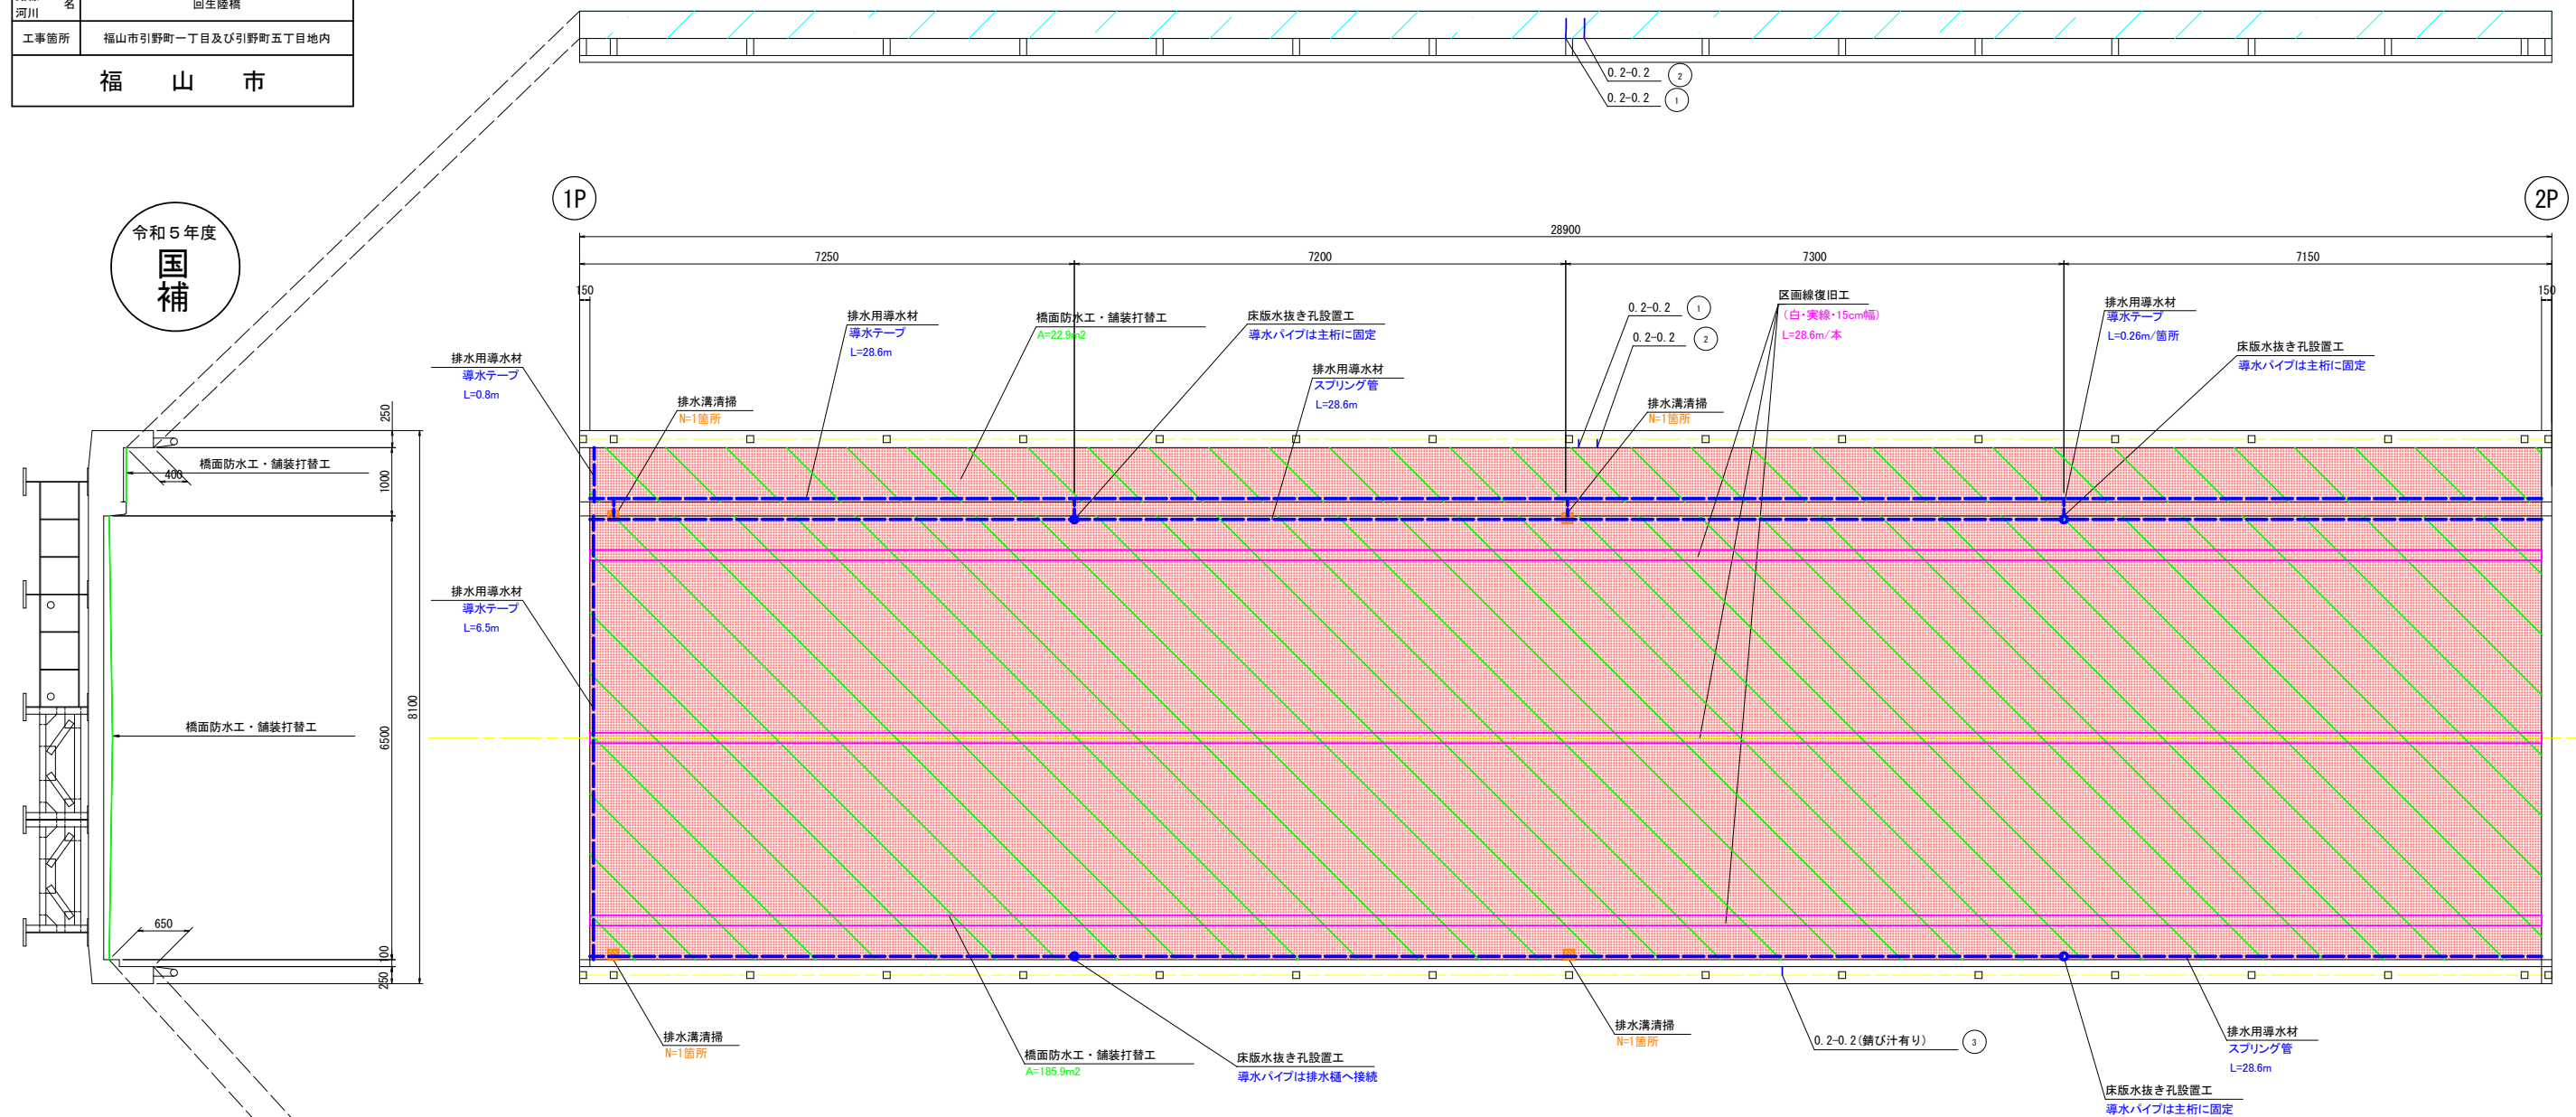 河川 名
回生陸橋
工事箇所 福山市引野町一丁目及び引野町五丁目地内
福 山 市
令和5年度
国
補
0.2-0.2 2
0.2-0.2 1
1P
2P
28900
7250
7200
7300
7150
150
150
排水用導水材
導水テープ
L=0.8m
排水溝清掃
N=1箇所
排水用導水材
導水テープ
L=28.6m
橋面防水工・舗装打替工
A=22.9m2
床版水抜き孔設置工
導水パイプは主桁に固定
排水用導水材
スプリング管
L=28.6m
0.2-0.2 1
0.2-0.2 2
排水溝清掃
N=1箇所
区画線復旧工
(白・実線・15cm幅)
L=28.6m/本
排水用導水材
導水テープ
L=0.26m/箇所
床版水抜き孔設置工
導水パイプは主桁に固定
橋面防水工・舗装打替工
400
250
1000
6500
8100
100
250
650
橋面防水工・舗装打替工
排水用導水材
導水テープ
L=6.5m
排水溝清掃
N=1箇所
橋面防水工・舗装打替工
A=185.9m2
床版水抜き孔設置工
導水パイプは排水樋へ接続
排水溝清掃
N=1箇所
0.2-0.2(錆び汁有り) 3
排水用導水材
スプリング管
L=28.6m
床版水抜き孔設置工
導水パイプは主桁に固定